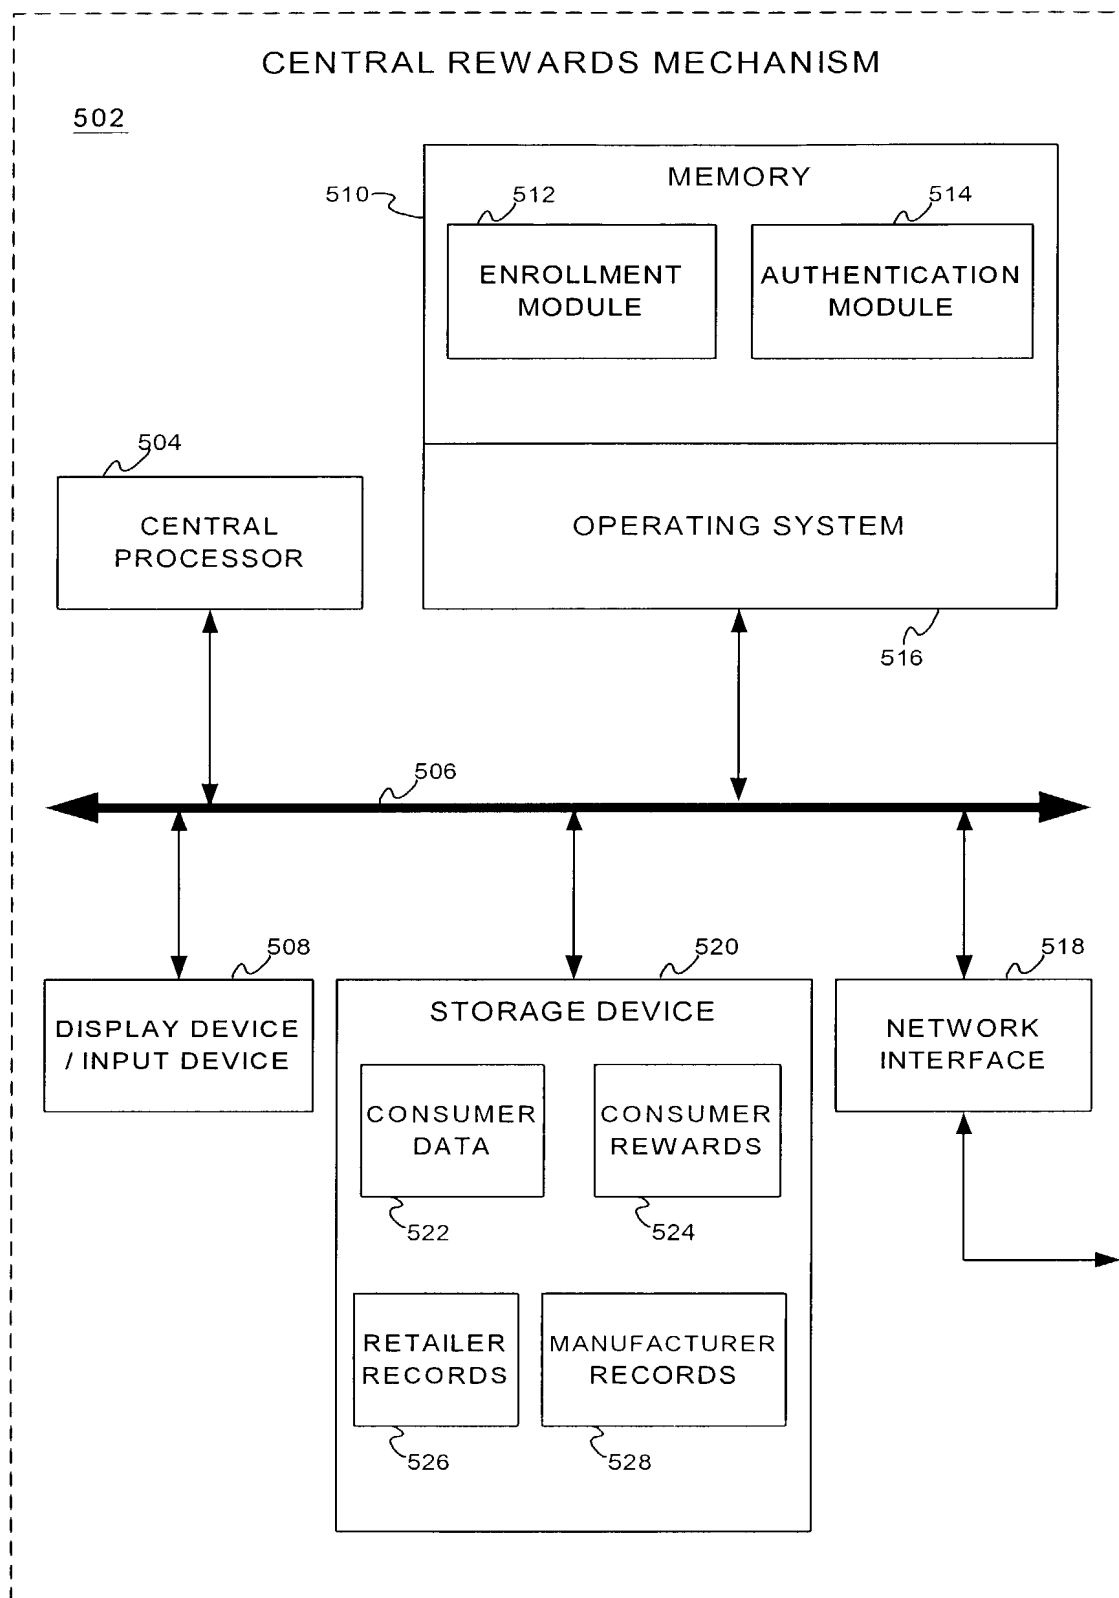 CENTRAL REWARDS MECHANISM
502
MEMORY
510
512
514
ENROLLMENT
MODULE
AUTHENTICATION
MODULE
504
CENTRAL
PROCESSOR
OPERATING SYSTEM
516
506
508
520
518
DISPLAY DEVICE
/ INPUT DEVICE
STORAGE DEVICE
NETWORK
INTERFACE
CONSUMER
DATA
CONSUMER
REWARDS
522
524
RETAILER
RECORDS
MANUFACTURER
RECORDS
526
528